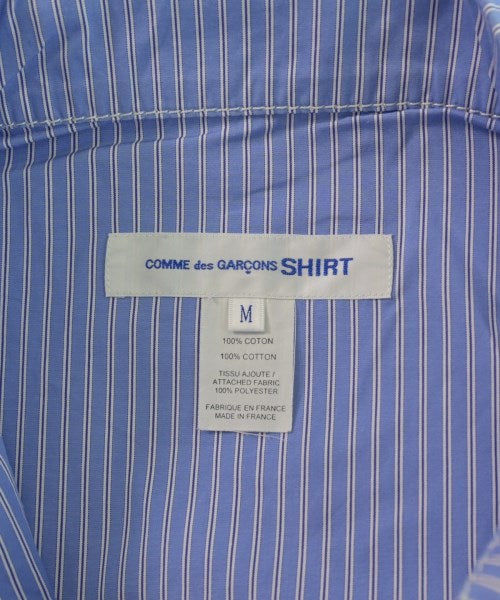 COMME des GARÇONS SHIRT
M
100% COTON
100% COTTON
TISSU AJOUTE /
ATTACHED FABRIC
100% POLYESTER
FABRIQUE EN FRANCE
MADE IN FRANCE